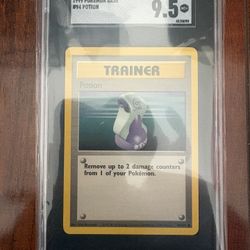 1999 POKEMON BASE
#94 POTION
9.5
TRAINER
Potion
Remove up to 2 damage counters
from 1 of your Pokémon.